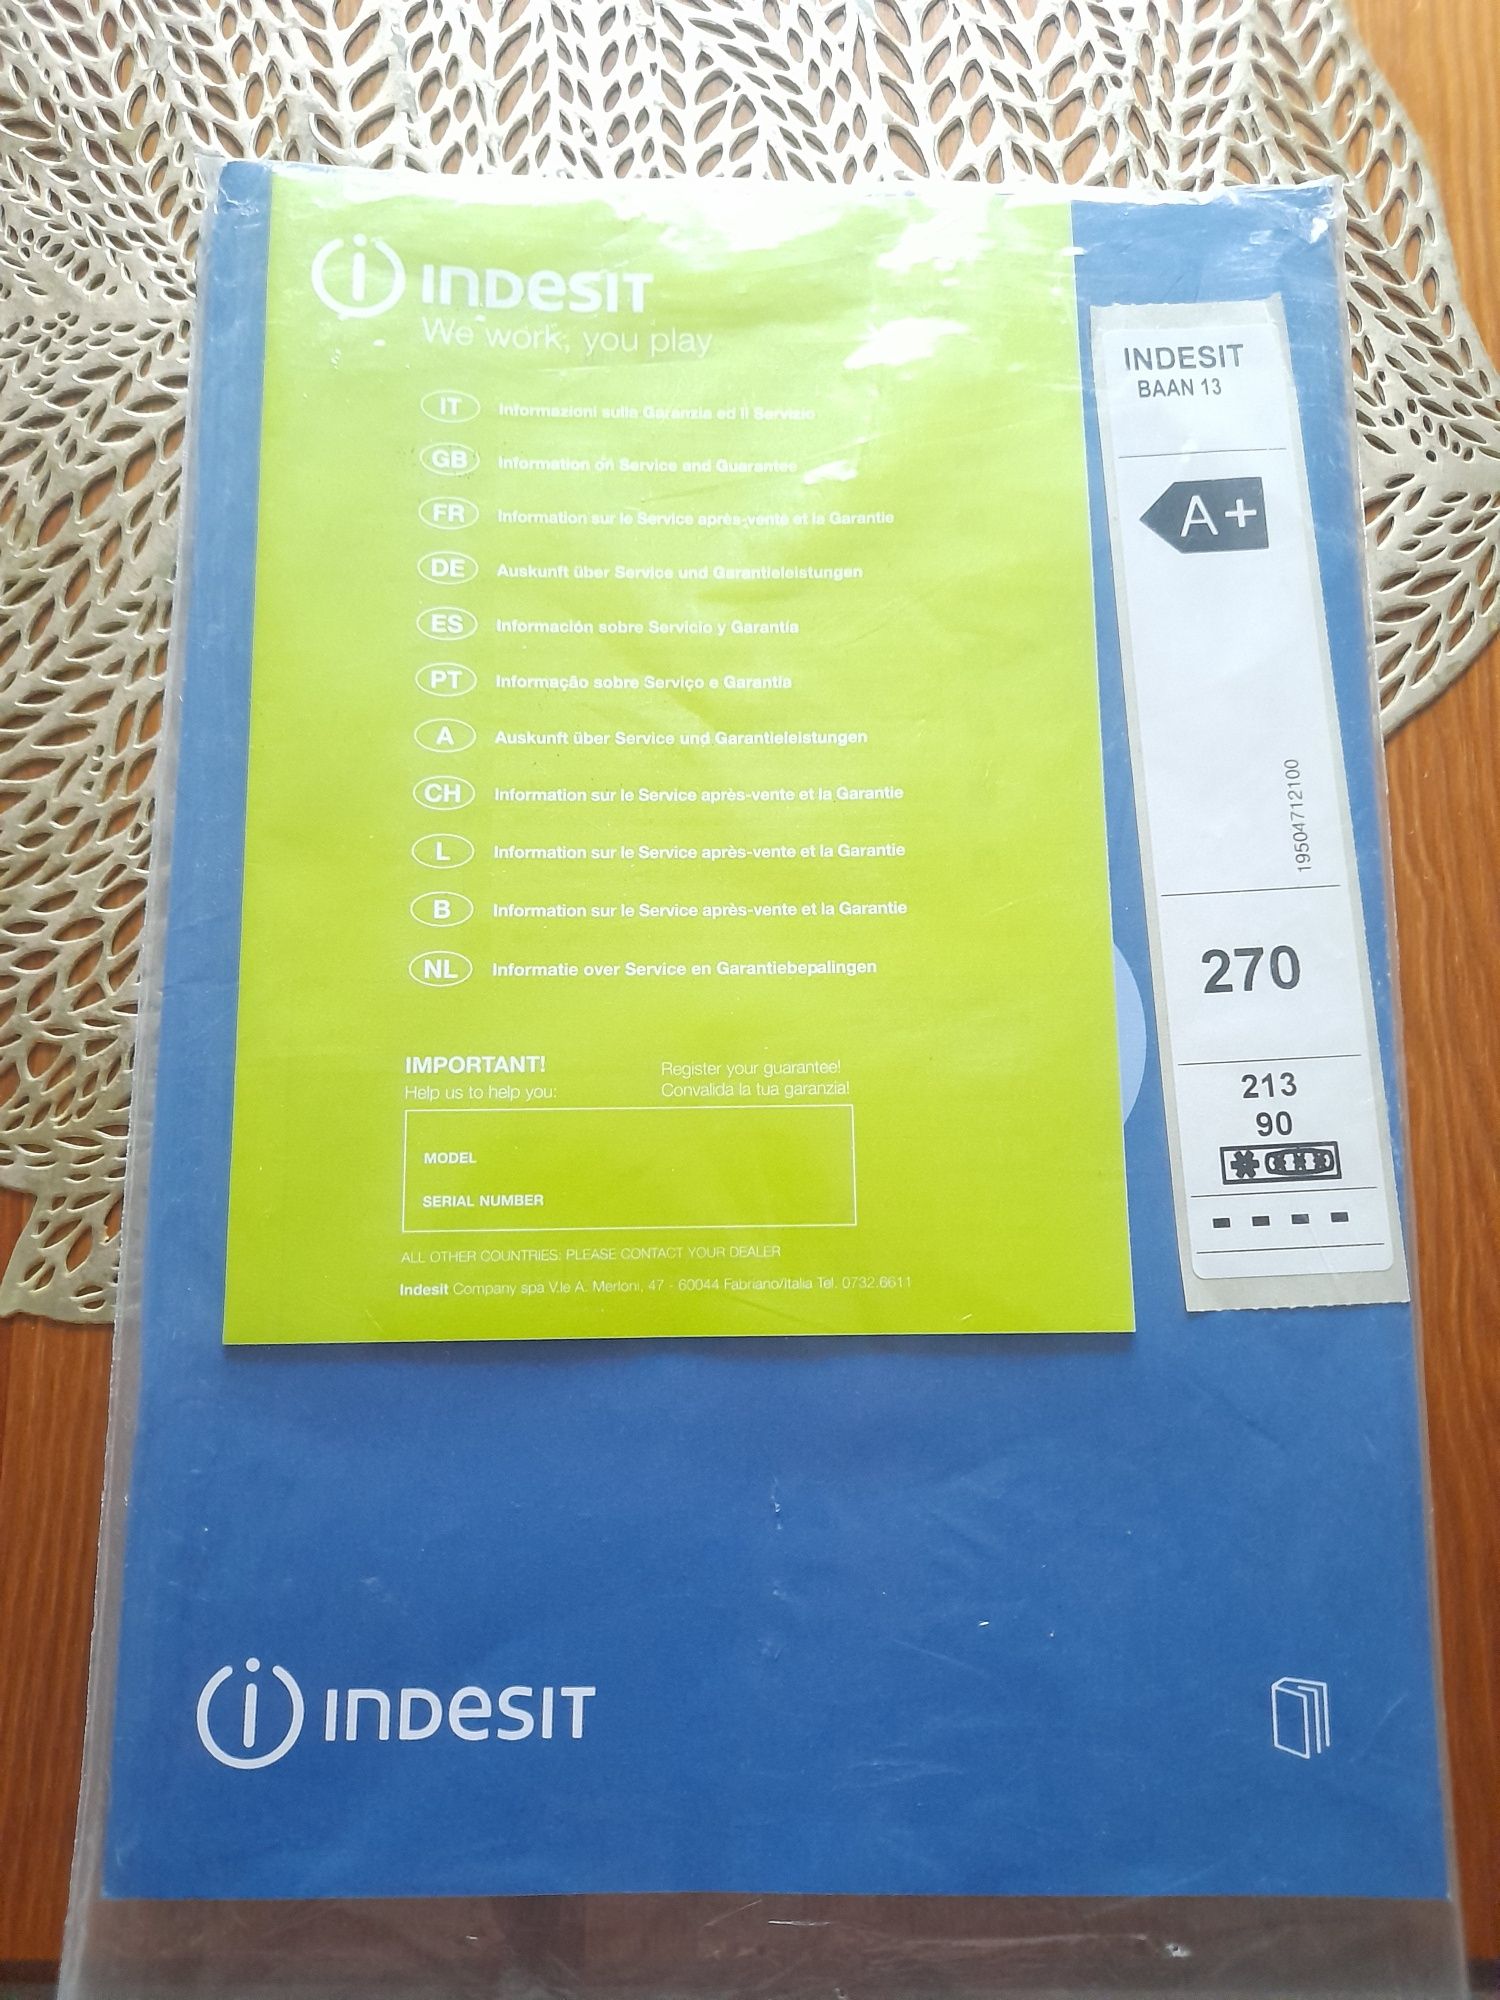 INDESIT
We work, you play
IT Informazioni sulla Garanzia ed il Servizio
GB Information on Service and Guarantee
FR Information sur le Service après-vente et la Garantie
DE Auskunft über Service und Garantieleistungen
ES Información sobre Servicio y Garantía
PT Informação sobre Serviço e Garantia
A Auskunft über Service und Garantieleistungen
CH Information sur le Service après-vente et la Garantie
L Information sur le Service après-vente et la Garantie
B Information sur le Service après-vente et la Garantie
NL Informatie over Service en Garantiebepalingen
IMPORTANT!
Help us to help you:
Register your guarantee!
Convalida la tua garanzia!
MODEL
SERIAL NUMBER
ALL OTHER COUNTRIES: PLEASE CONTACT YOUR DEALER
Indesit Company spa V.le A. Merloni, 47 - 60044 Fabriano/Italia Tel. 0732.6611
INDESIT
BAAN 13
A+
19504712100
270
213
90
INDESIT